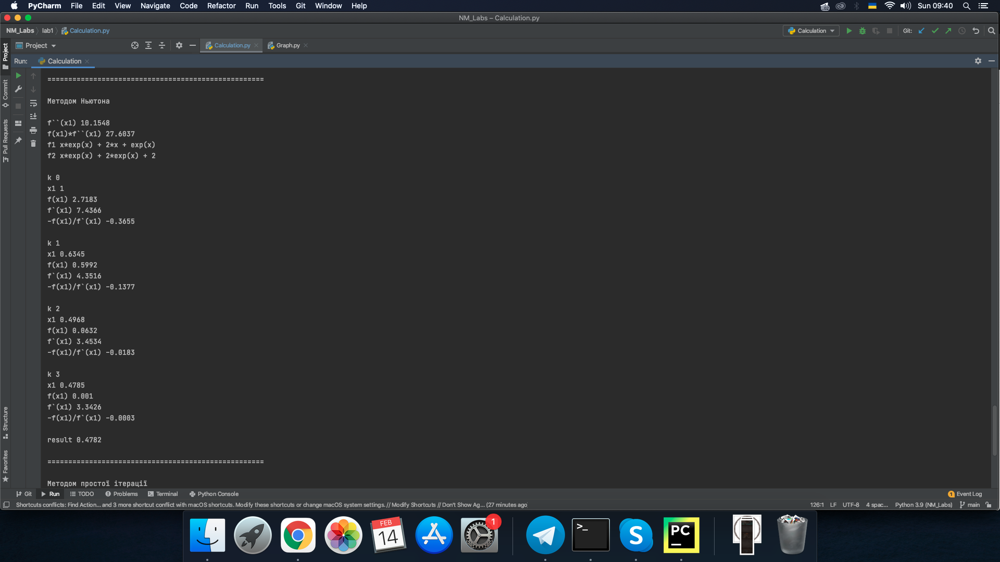 PyCharm File Edit View Navigate Code Refactor Run Tools Git Window Help
02 Sun 09:40
NM_Labs – Calculation.py
NM_Labs lab1 Calculation.py
Calculation Git:
Project Calculation.py Graph.py
Run: Calculation
Project
Commit
Pull Requests
Structure
Favorites
====================================================
Методом Ньютона
f``(x1) 10.1548
f(x1)*f``(x1) 27.6037
f1 x*exp(x) + 2*x + exp(x)
f2 x*exp(x) + 2*exp(x) + 2
k 0
x1 1
f(x1) 2.7183
f`(x1) 7.4366
-f(x1)/f`(x1) -0.3655
k 1
x1 0.6345
f(x1) 0.5992
f`(x1) 4.3516
-f(x1)/f`(x1) -0.1377
k 2
x1 0.4968
f(x1) 0.0632
f`(x1) 3.4534
-f(x1)/f`(x1) -0.0183
k 3
x1 0.4785
f(x1) 0.001
f`(x1) 3.3426
-f(x1)/f`(x1) -0.0003
result 0.4782
====================================================
Методом простої ітерації
Git Run TODO Problems Terminal Python Console
1 Event Log
Shortcuts conflicts: Find Action... and 3 more shortcut conflict with macOS shortcuts. Modify these shortcuts or change macOS system settings. // Modify Shortcuts // Don't Show Ag... (27 minutes ago)
126:1 LF UTF-8 4 spac... Python 3.9 (NM_Labs) main
FEB
14
1
>_
S
PC